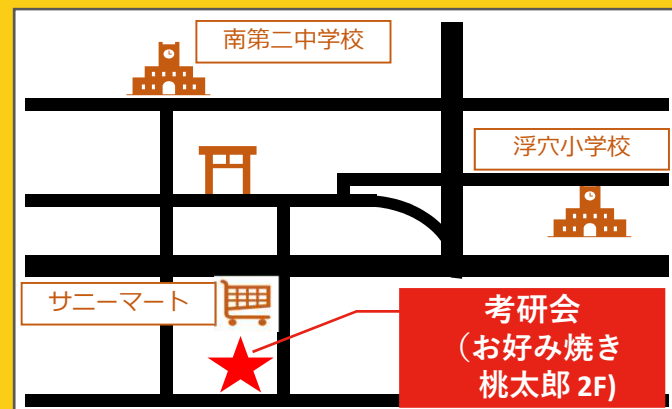 南第二中学校
浮穴小学校
サニーマート
考研会
（お好み焼き
桃太郎 2F)